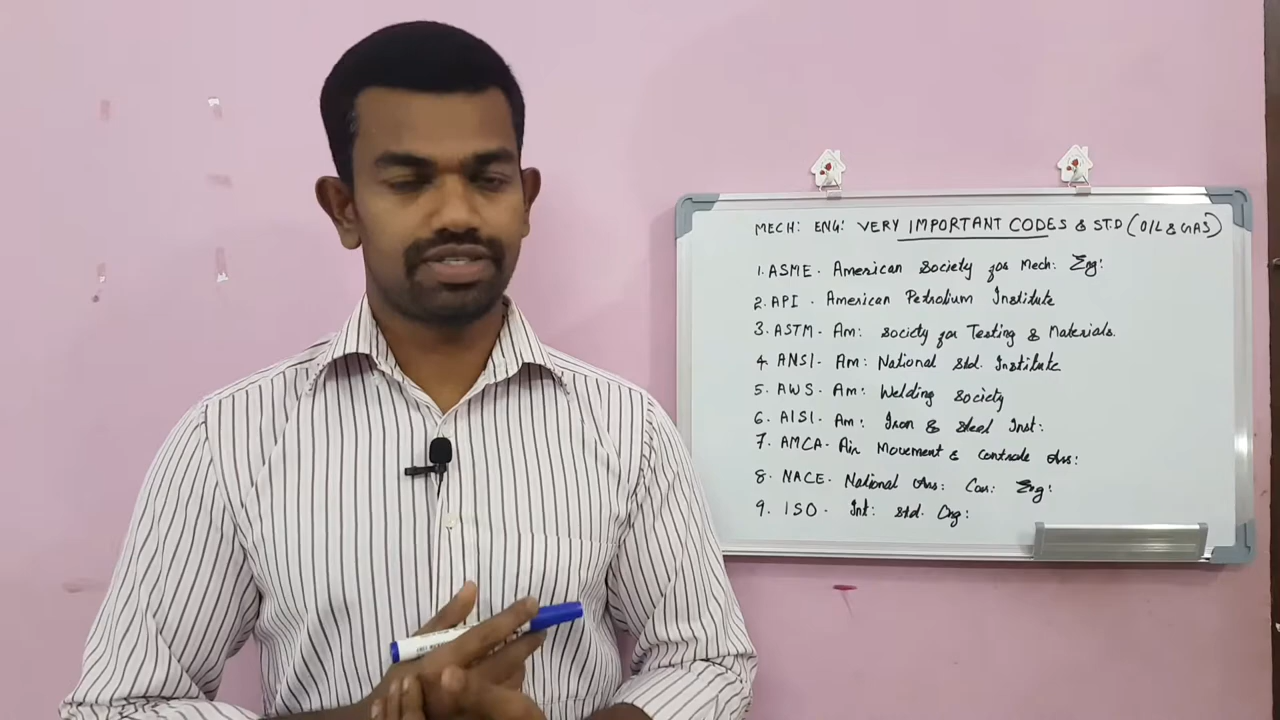 MECH: ENG: VERY IMPORTANT CODES & STD (OIL & GAS)
1. ASME. American Society for Mech: Eng:
2. API. American Petrolium Institute
3. ASTM. Am: Society for Testing & Materials.
4. ANSI. Am: National Std. Institute
5. AWS. Am: Welding Society
6. AISI. Am: Iron & Steel Inst:
7. AMCA. Air Movement & Controle Ass:
8. NACE. National Ass: Cor: Eng:
9. ISO. Int: Std. Org: